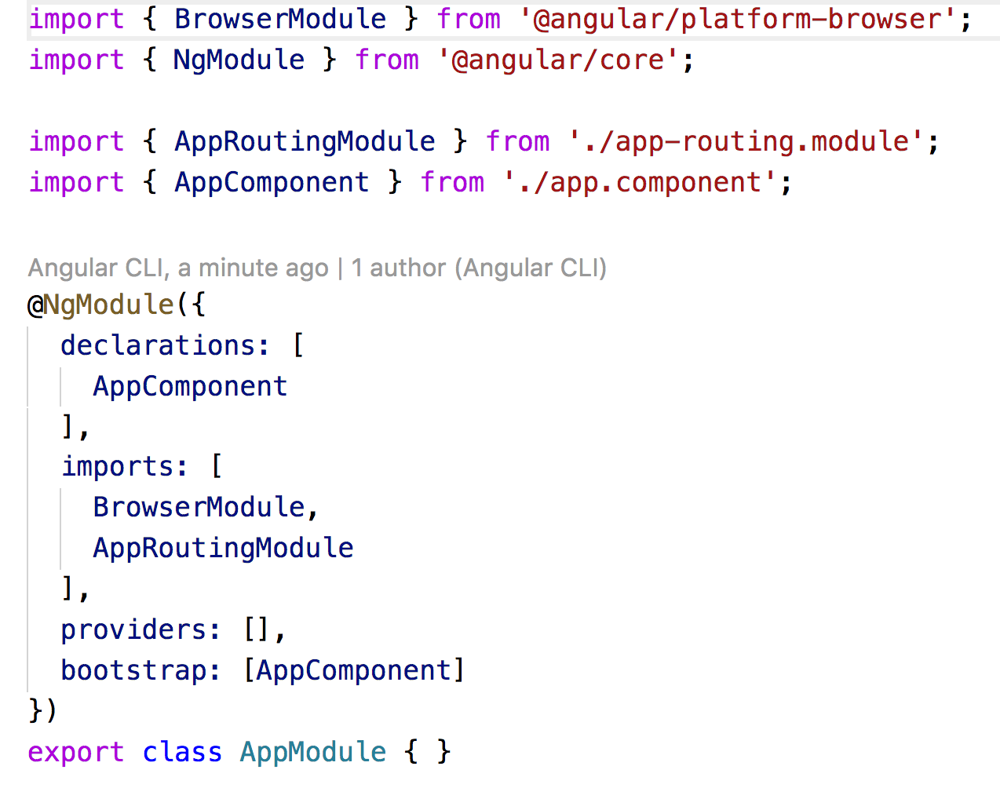 import { BrowserModule } from '@angular/platform-browser';
import { NgModule } from '@angular/core';

import { AppRoutingModule } from './app-routing.module';
import { AppComponent } from './app.component';

Angular CLI, a minute ago | 1 author (Angular CLI)
@NgModule({
  declarations: [
    AppComponent
  ],
  imports: [
    BrowserModule,
    AppRoutingModule
  ],
  providers: [],
  bootstrap: [AppComponent]
})
export class AppModule { }